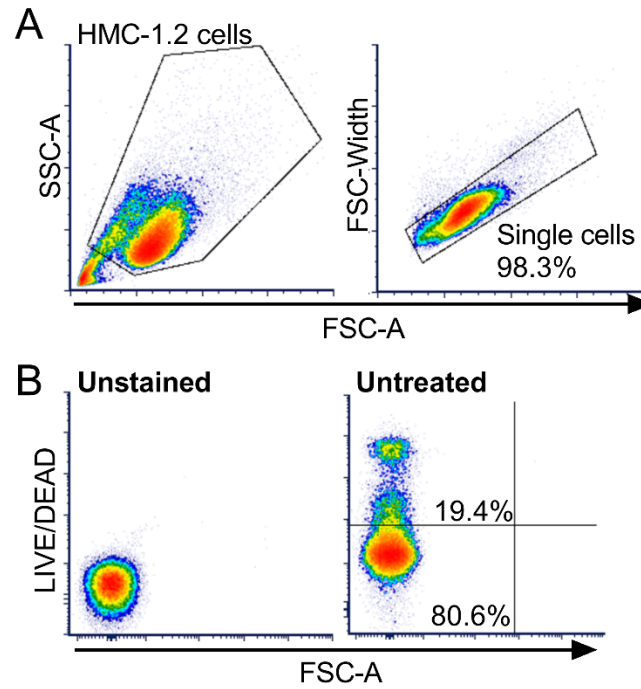 A
HMC-1.2 cells
SSC-A
FSC-Width
Single cells
98.3%
FSC-A
B
Unstained
Untreated
LIVE/DEAD
19.4%
80.6%
FSC-A